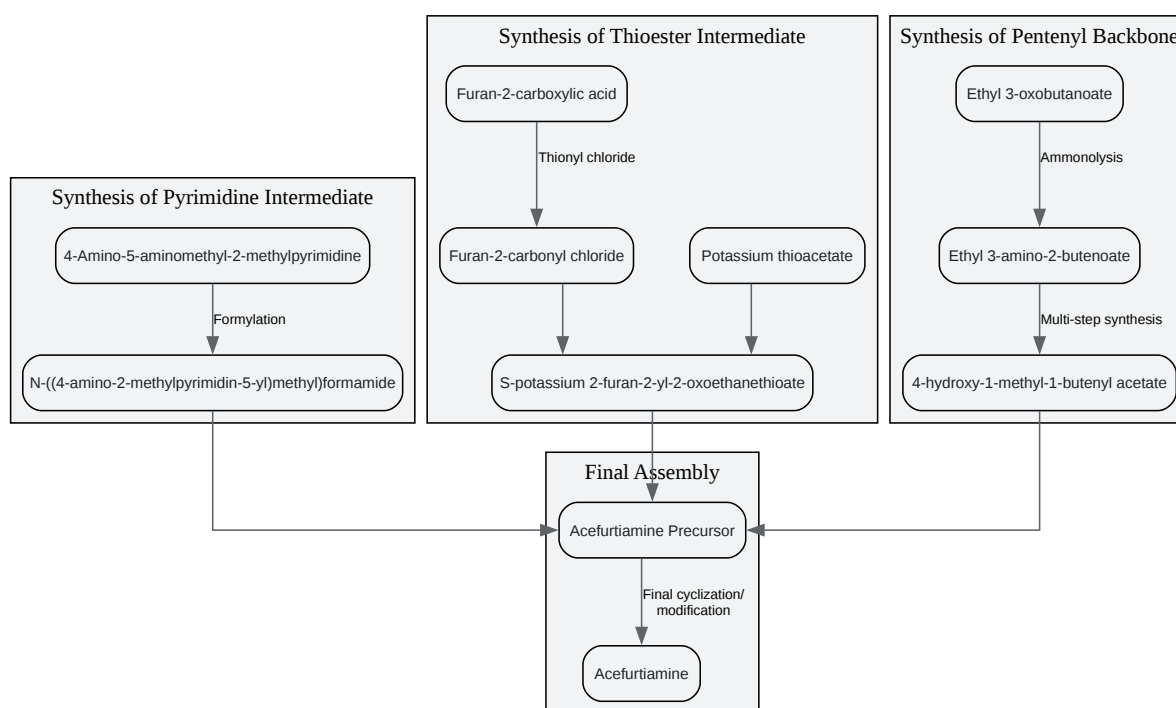 Synthesis of Pyrimidine Intermediate
4-Amino-5-aminomethyl-2-methylpyrimidine
Formylation
N-((4-amino-2-methylpyrimidin-5-yl)methyl)formamide
Synthesis of Thioester Intermediate
Furan-2-carboxylic acid
Thionyl chloride
Furan-2-carbonyl chloride
Potassium thioacetate
S-potassium 2-furan-2-yl-2-oxoethanethioate
Synthesis of Pentenyl Backbone
Ethyl 3-oxobutanoate
Ammonolysis
Ethyl 3-amino-2-butenoate
Multi-step synthesis
4-hydroxy-1-methyl-1-butenyl acetate
Final Assembly
Acefurtiamine Precursor
Final cyclization/
modification
Acefurtiamine